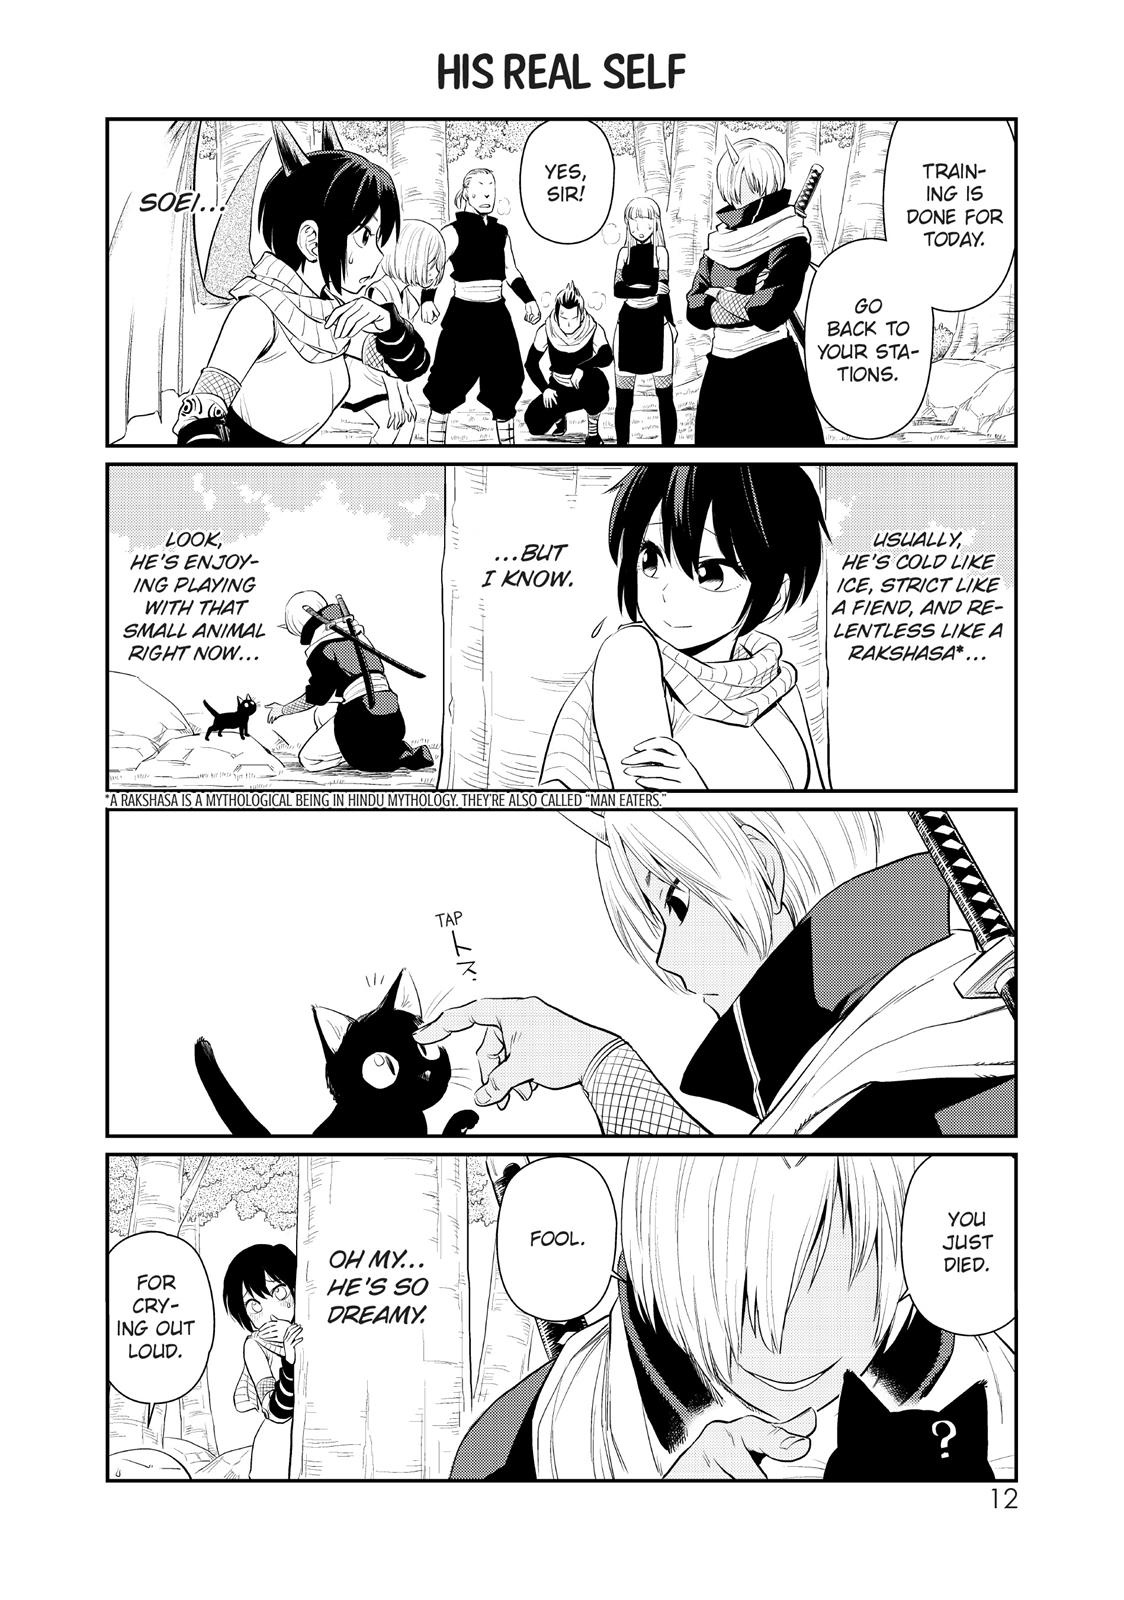 HIS REAL SELF
TRAIN-
ING IS
DONE FOR
TODAY.
GO
BACK TO
YOUR STA-
TIONS.
YES,
SIR!
SOEI...
USUALLY,
HE'S COLD LIKE
ICE, STRICT LIKE
A FIEND, AND RE-
LENTLESS LIKE A
RAKSHASA*...
...BUT
I KNOW.
LOOK,
HE'S ENJOY-
ING PLAYING
WITH THAT
SMALL ANIMAL
RIGHT NOW...
*A RAKSHASA IS A MYTHOLOGICAL BEING IN HINDU MYTHOLOGY. THEY'RE ALSO CALLED "MAN EATERS."
TAP
トス
YOU
JUST
DIED.
FOOL.
?
OH MY...
HE'S SO
DREAMY.
FOR
CRY-
ING OUT
LOUD.
12